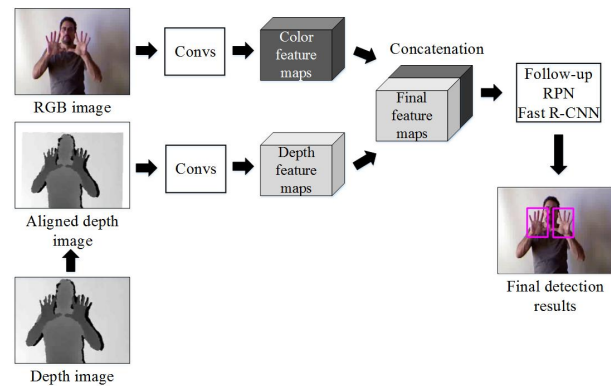 RGB image
Convs
Color
feature
maps
Concatenation
Final
feature
maps
Follow-up
RPN
Fast R-CNN
Aligned depth
image
Convs
Depth
feature
maps
Final detection
results
Depth image